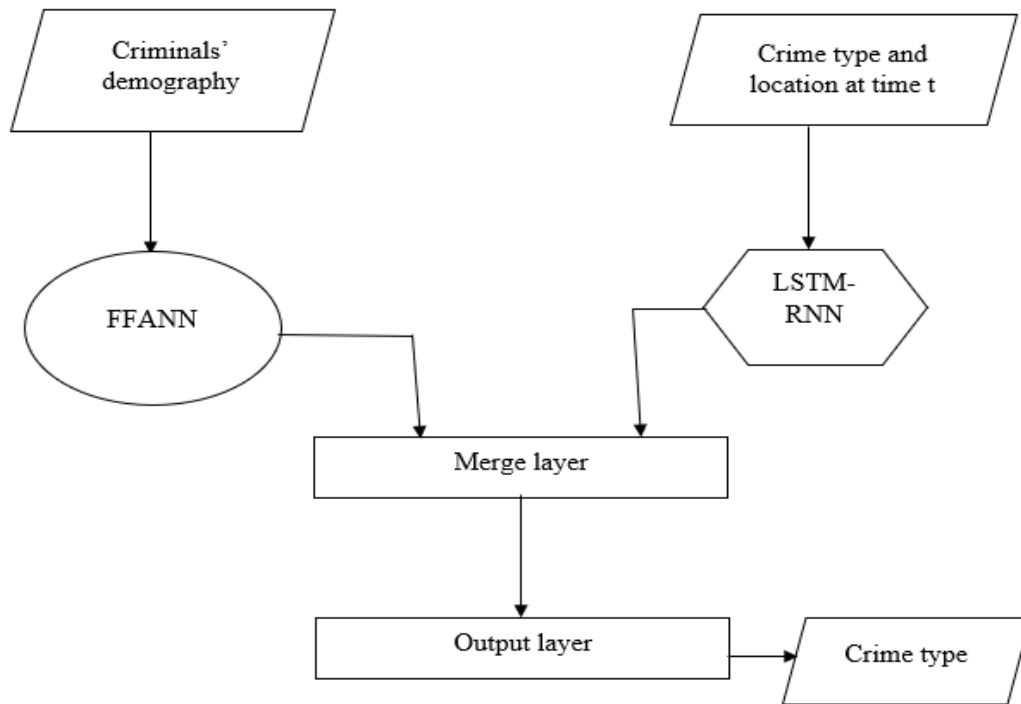 Criminals’
demography
Crime type and
location at time t
FFANN
LSTM-
RNN
Merge layer
Output layer
Crime type